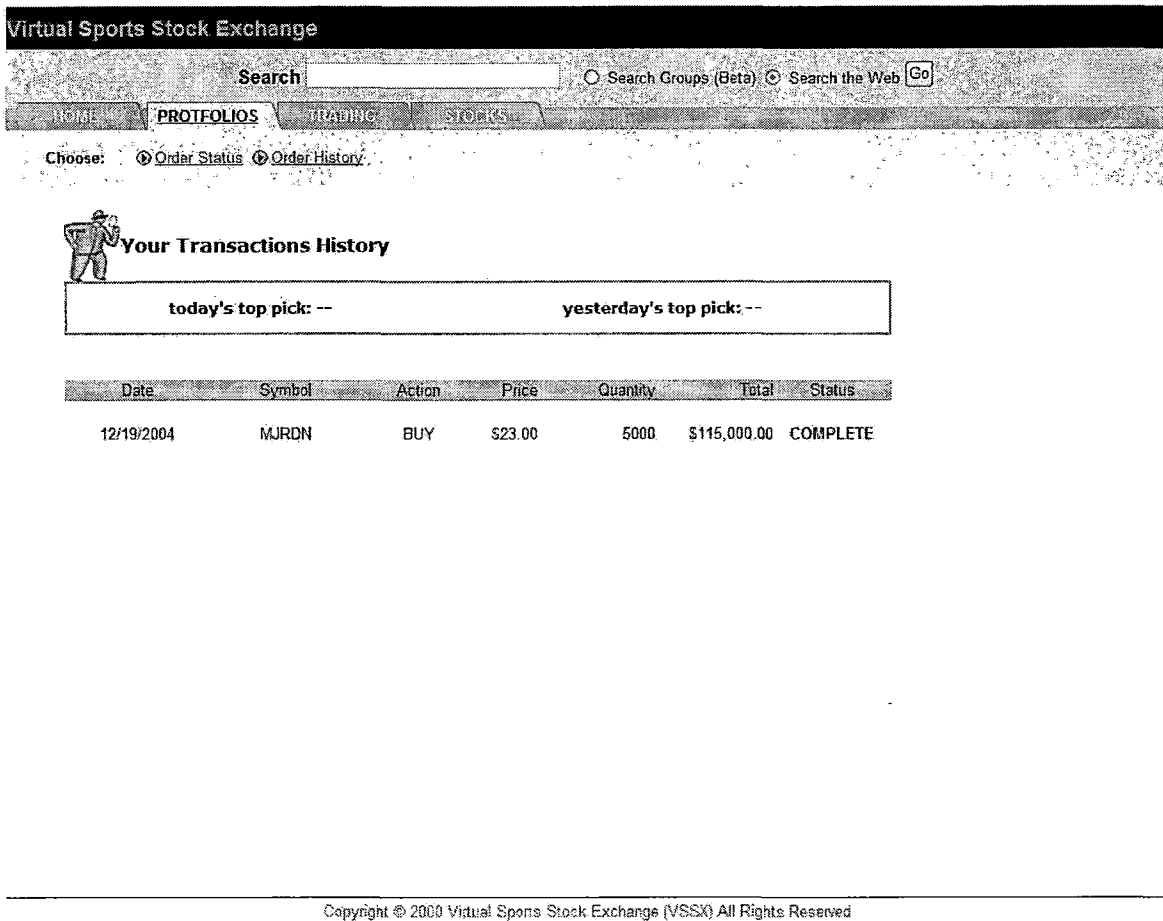 Virtual Sports Stock Exchange
Search Search Groups (Beta) Search the Web Go
HOME PROTFOLIOS TRADING STOCKS
Choose: Order Status Order History
Your Transactions History
today's top pick: -- yesterday's top pick: --
Date Symbol Action Price Quantity Total Status
12/19/2004 MJRDN BUY $23.00 5000 $115,000.00 COMPLETE
Copyright © 2000 Virtual Sports Stock Exchange (VSSX) All Rights Reserved